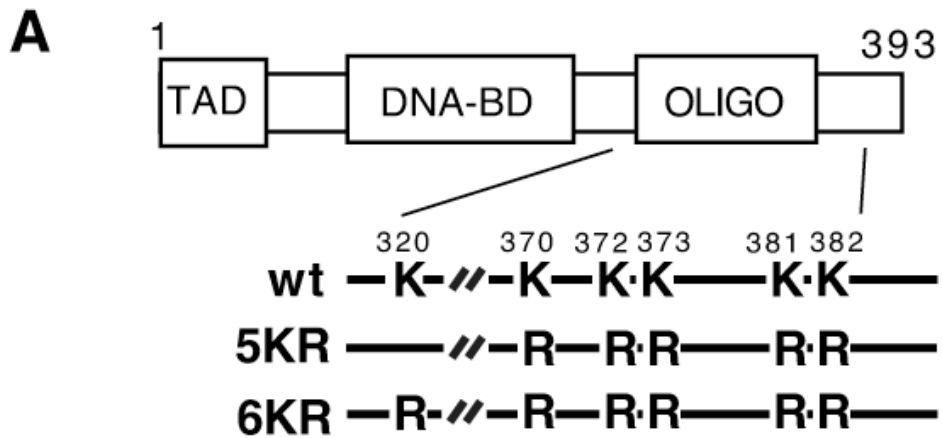 A
1 393
TAD DNA-BD OLIGO
320 370 372 373 381 382
wt K K K K K K
5KR R R R R R
6KR R R R R R R